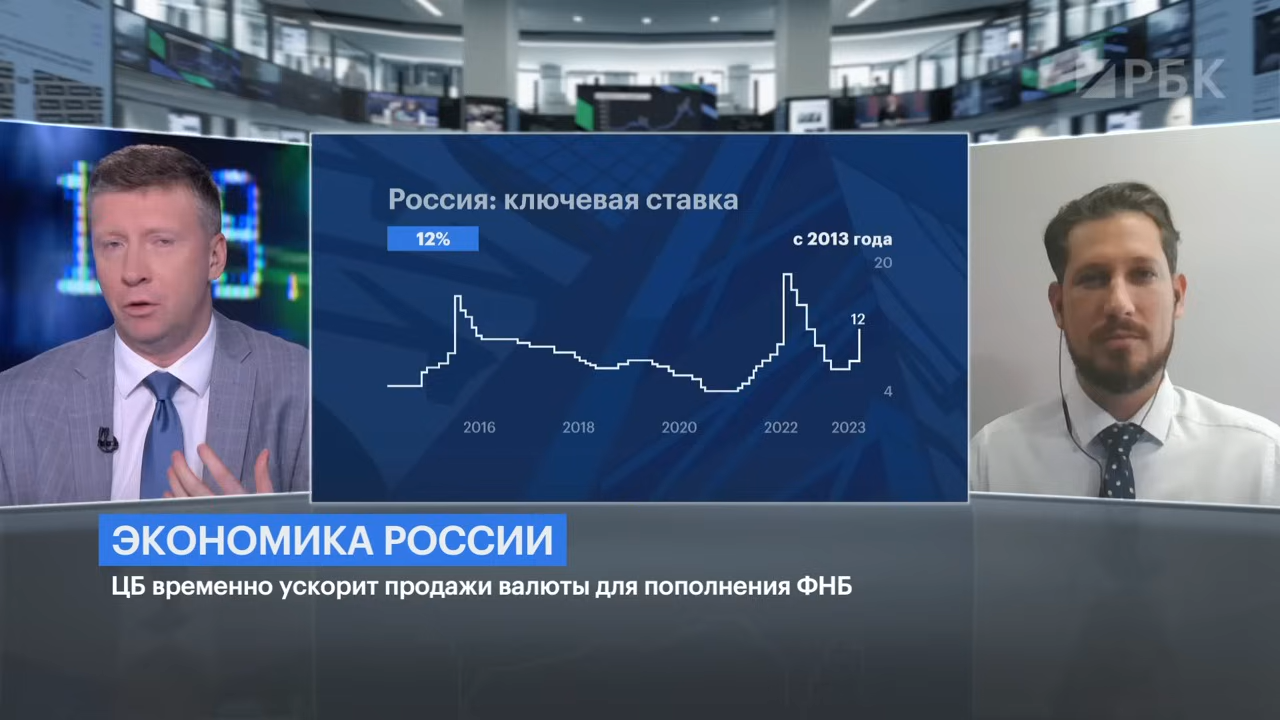 РБК
Россия: ключевая ставка
12%
с 2013 года
20
12
4
2016 2018 2020 2022 2023
ЭКОНОМИКА РОССИИ
ЦБ временно ускорит продажи валюты для пополнения ФНБ